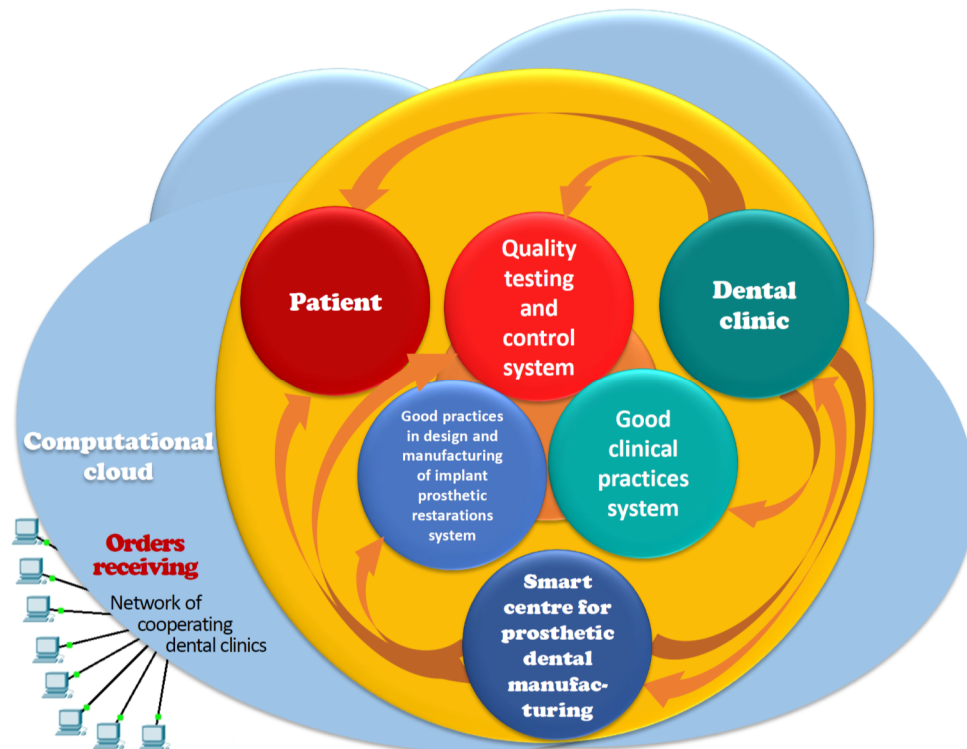 Patient
Quality
testing
and
control
system
Dental
clinic
Good practices
in design and
manufacturing
of implant
prosthetic
restarations
system
Good
clinical
practices
system
Computational
cloud
Orders
receiving
Network of
cooperating
dental clinics
Smart
centre for
prosthetic
dental
manufac-
turing